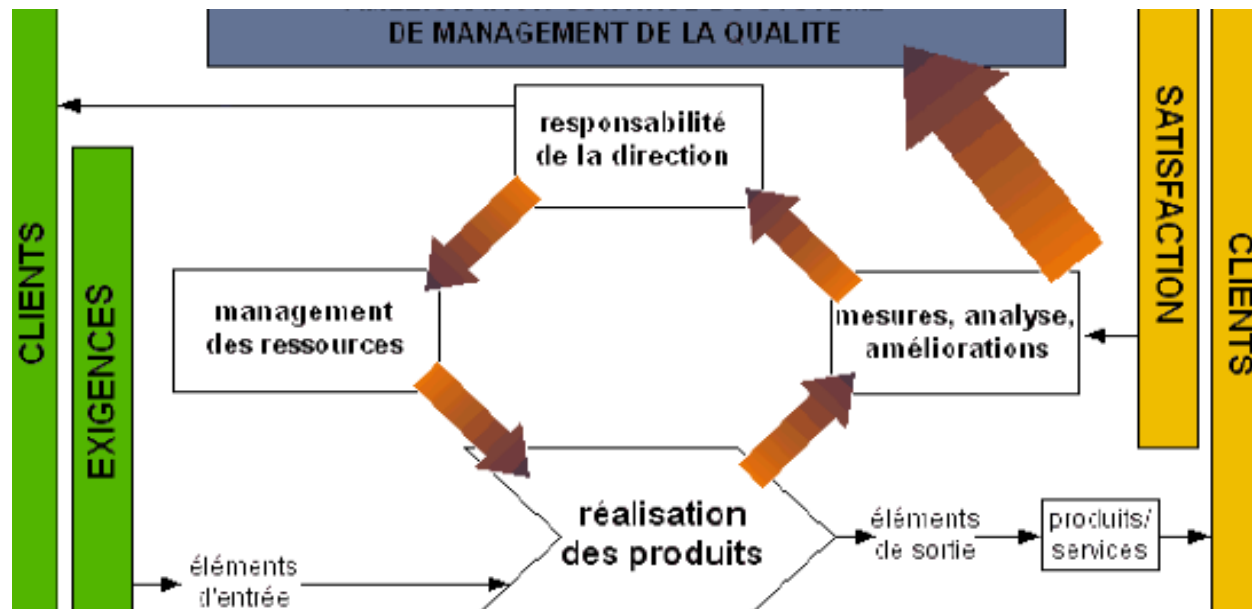 DE MANAGEMENT DE LA QUALITE
responsabilité
de la direction
CLIENTS
EXIGENCES
management
des ressources
mesures, analyse,
améliorations
SATISFACTION
CLIENTS
réalisation
des produits
éléments
d'entrée
éléments
de sortie
produits/
services